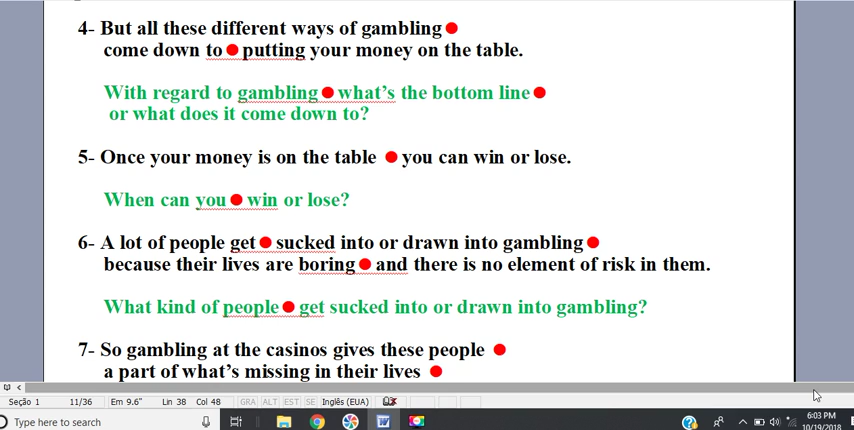 4- But all these different ways of gambling
come down to putting your money on the table.
With regard to gambling what's the bottom line
or what does it come down to?
5- Once your money is on the table you can win or lose.
When can you win or lose?
6- A lot of people get sucked into or drawn into gambling
because their lives are boring and there is no element of risk in them.
What kind of people get sucked into or drawn into gambling?
7- So gambling at the casinos gives these people
a part of what's missing in their lives
Seção 1 11/36 Em 9.6" Lin 38 Col 48 GRA ALT EST SE Inglês (EUA)
Type here to search
6:03 PM
10/19/2018